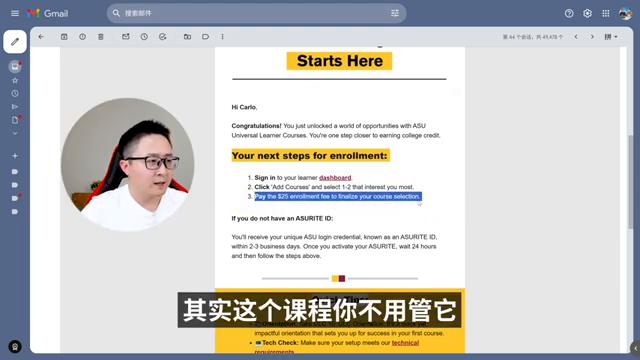 Gmail
搜索邮件
第 44 个会话，共 49,478 个
拼
Starts Here
Hi Carlo,
Congratulations! You just unlocked a world of opportunities with ASU
Universal Learner Courses. You're one step closer to earning college credit.
Your next steps for enrollment:
1. Sign in to your learner dashboard.
2. Click 'Add Courses' and select 1-2 that interest you most.
3. Pay the $25 enrollment fee to finalize your course selection.
If you do not have an ASURITE ID:
You'll receive your unique ASU login credential, known as an ASURITE ID,
within 2-3 business days. Once you activate your ASURITE, wait 24 hours
and then follow the steps above.
其实这个课程你不用管它
impactful orientation that sets you up for success in your first course.
• Tech Check: Make sure your setup meets our technical
requirements